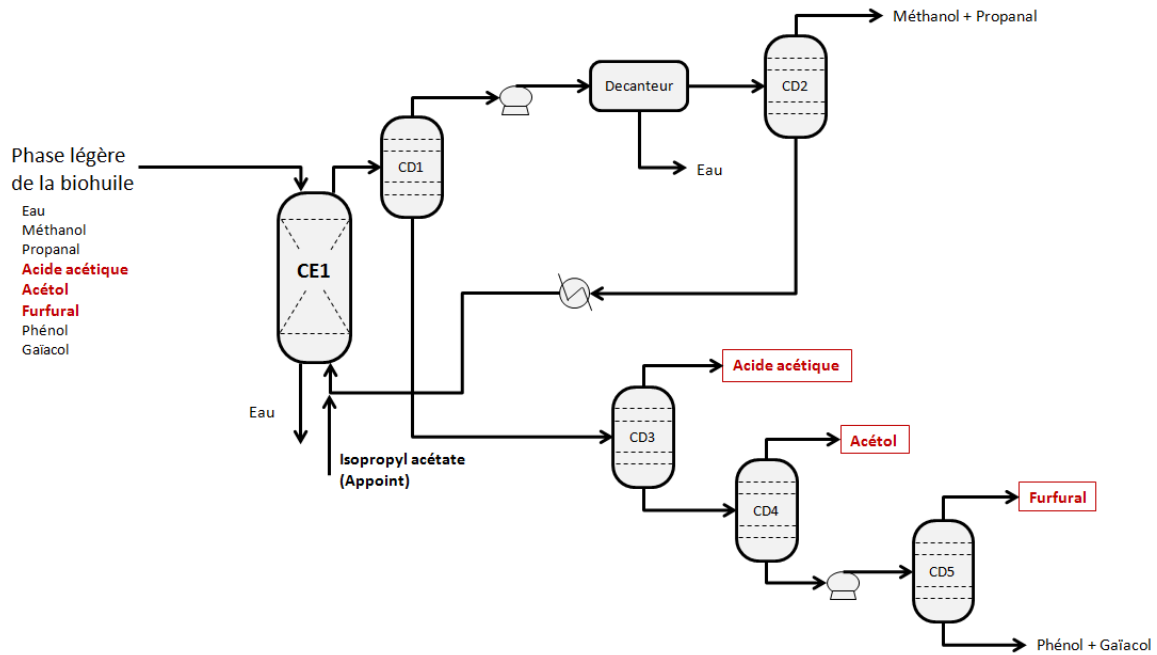 Méthanol + Propanal
Decanteur
CD2
Phase légère
de la biohuile
CD1
Eau
Eau
Méthanol
Propanal
Acide acétique
Acétol
Furfural
Phénol
Gaïacol
CE1
Acide acétique
Eau
CD3
Acétol
Isopropyl acétate
(Appoint)
CD4
Furfural
CD5
Phénol + Gaïacol